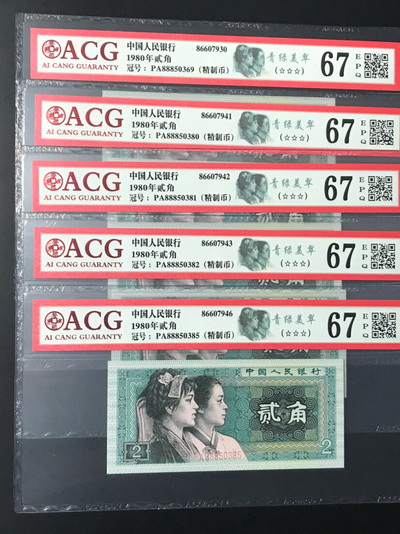 ACG
AI CANG GUARANTY
中国人民银行 86607930
1980年贰角
冠号：PA88850369（精制币）
青绿美翠
(☆☆☆)
67
EPQ
ACG
AI CANG GUARANTY
中国人民银行 86607941
1980年贰角
冠号：PA88850380（精制币）
青绿美翠
(☆☆☆)
67
EPQ
ACG
AI CANG GUARANTY
中国人民银行 86607942
1980年贰角
冠号：PA88850381（精制币）
青绿美翠
(☆☆☆)
67
EPQ
ACG
AI CANG GUARANTY
中国人民银行 86607943
1980年贰角
冠号：PA88850382（精制币）
青绿美翠
(☆☆☆)
67
EPQ
ACG
AI CANG GUARANTY
中国人民银行 86607946
1980年贰角
冠号：PA88850385（精制币）
青绿美翠
(☆☆☆)
67
EPQ
中国人民银行
贰角
PA88850385
2
2